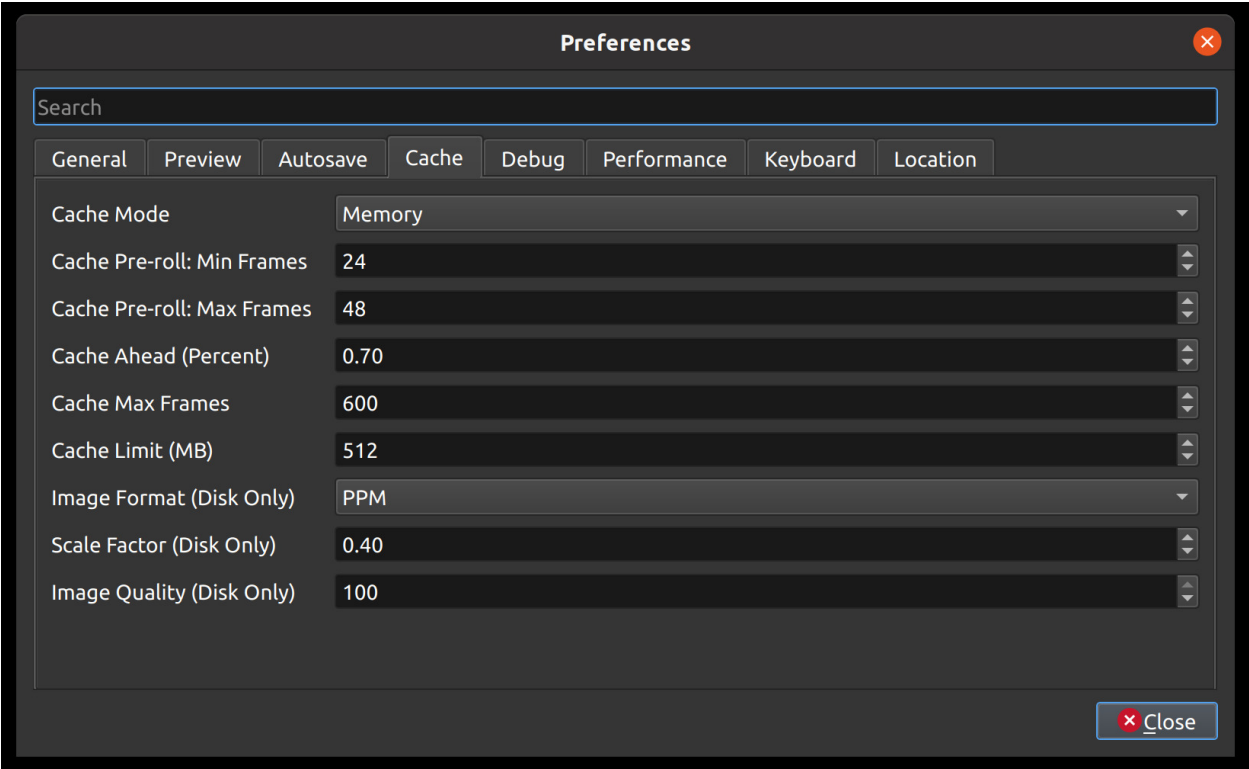 Preferences
Search
General Preview Autosave Cache Debug Performance Keyboard Location
Cache Mode Memory
Cache Pre-roll: Min Frames 24
Cache Pre-roll: Max Frames 48
Cache Ahead (Percent) 0.70
Cache Max Frames 600
Cache Limit (MB) 512
Image Format (Disk Only) PPM
Scale Factor (Disk Only) 0.40
Image Quality (Disk Only) 100
Close